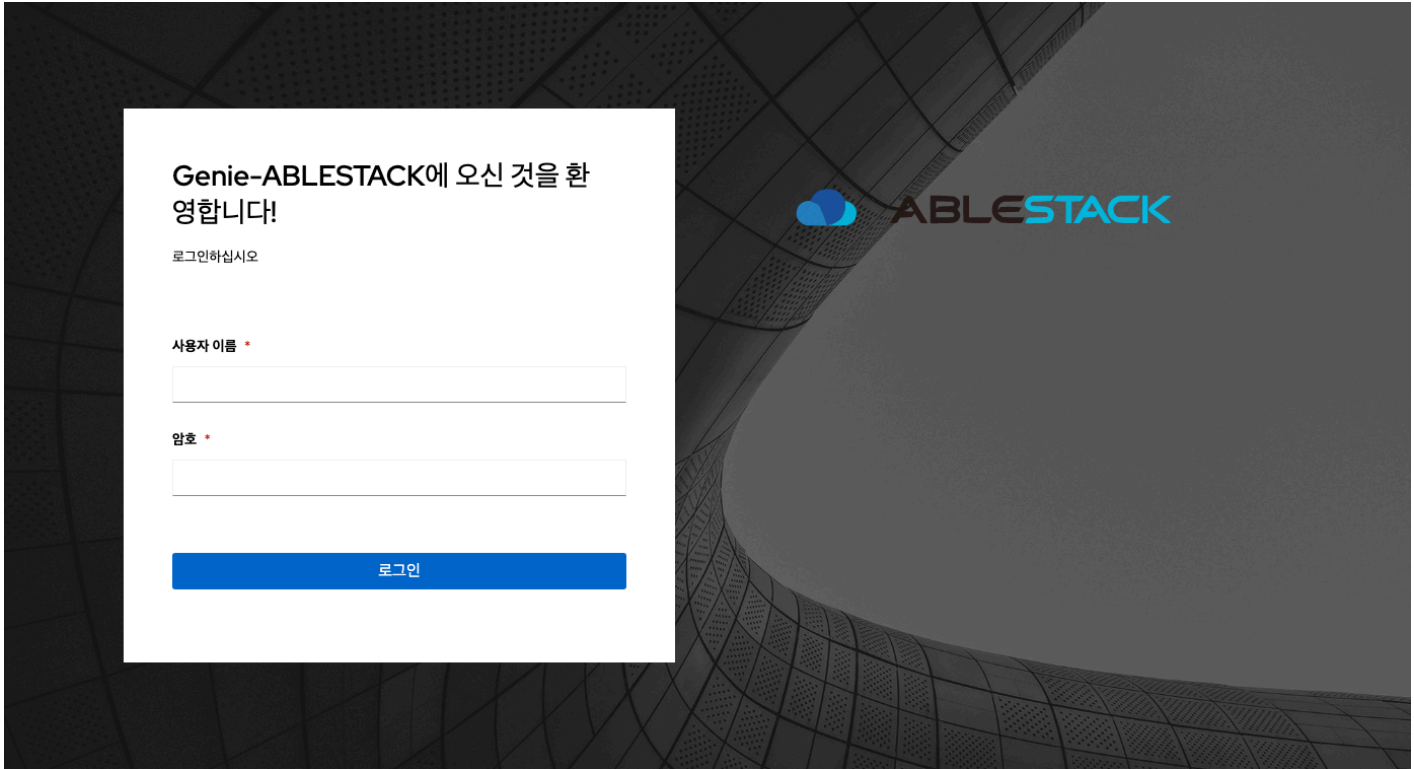 Genie-ABLESTACK에 오신 것을 환
영합니다!
로그인하십시오
사용자 이름 *
암호 *
로그인
ABLESTACK